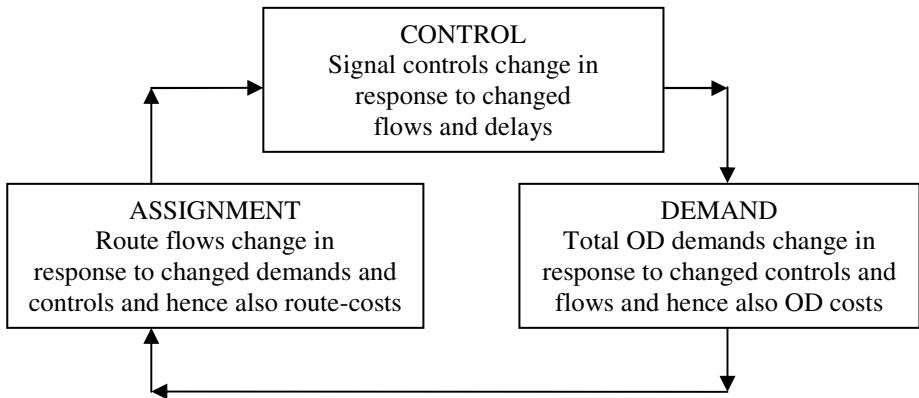 CONTROL
Signal controls change in
response to changed
flows and delays
ASSIGNMENT
Route flows change in
response to changed demands and
controls and hence also route-costs
DEMAND
Total OD demands change in
response to changed controls and
flows and hence also OD costs